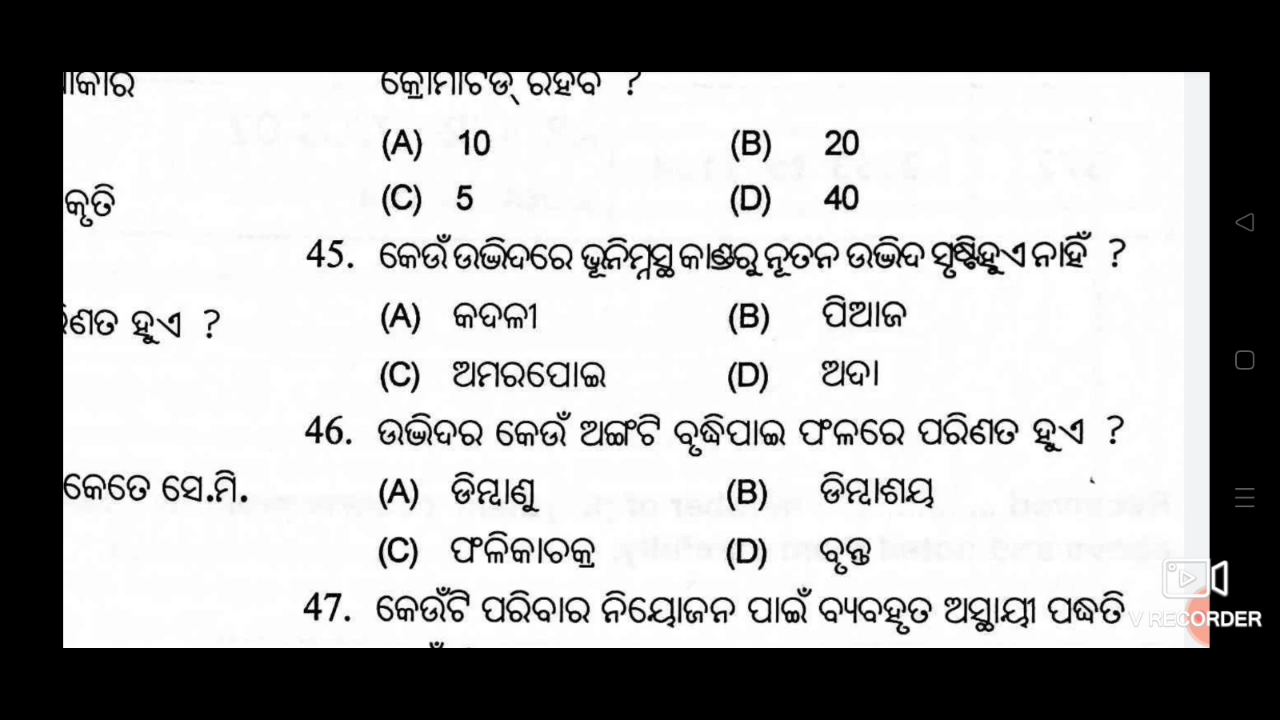 କ୍ରୋମାଟିଡ୍ ରହିବ ?
(A) 10 (B) 20
(C) 5 (D) 40
କୃତି
45. କେଉଁ ଉଦ୍ଭିଦରେ ଭୂନିମ୍ନସ୍ଥ କାଣ୍ଡରୁ ନୂତନ ଉଦ୍ଭିଦ ସୃଷ୍ଟିହୁଏ ନାହିଁ ?
(A) କଦଳୀ (B) ପିଆଜ
ରିଣତ ହୁଏ ?
(C) ଅମରପୋଇ (D) ଅଦା
46. ଉଦ୍ଭିଦର କେଉଁ ଅଙ୍ଗଟି ବୃଦ୍ଧିପାଇ ଫଳରେ ପରିଣତ ହୁଏ ?
କେତେ ସେ.ମି.
(A) ଡିମ୍ବାଣୁ (B) ଡିମ୍ବାଶୟ
(C) ଫଳିକାଚକ୍ର (D) ବୃନ୍ତ
47. କେଉଁଟି ପରିବାର ନିୟୋଜନ ପାଇଁ ବ୍ୟବହୃତ ଅସ୍ଥାୟୀ ପଦ୍ଧତି
V RECORDER